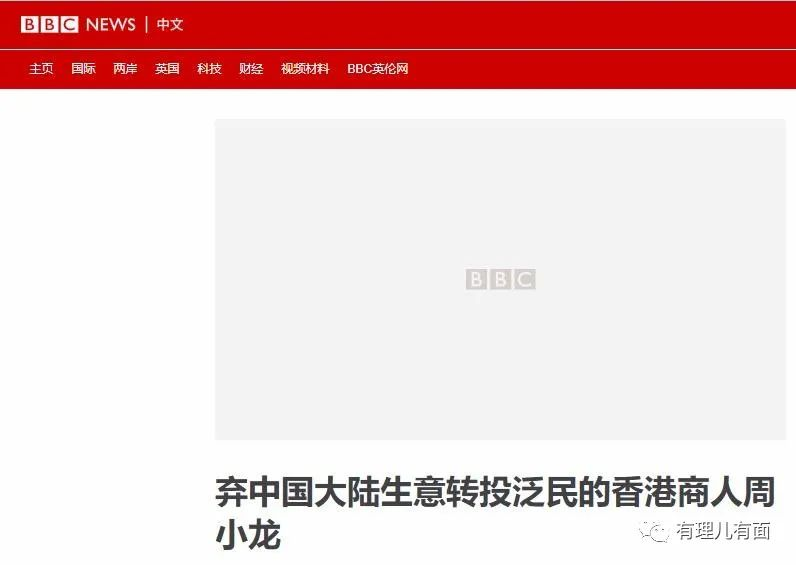 BBC NEWS | 中文
主页 国际 两岸 英国 科技 财经 视频材料 BBC英伦网
BBC
弃中国大陆生意转投泛民的香港商人周
小龙
有理儿有面